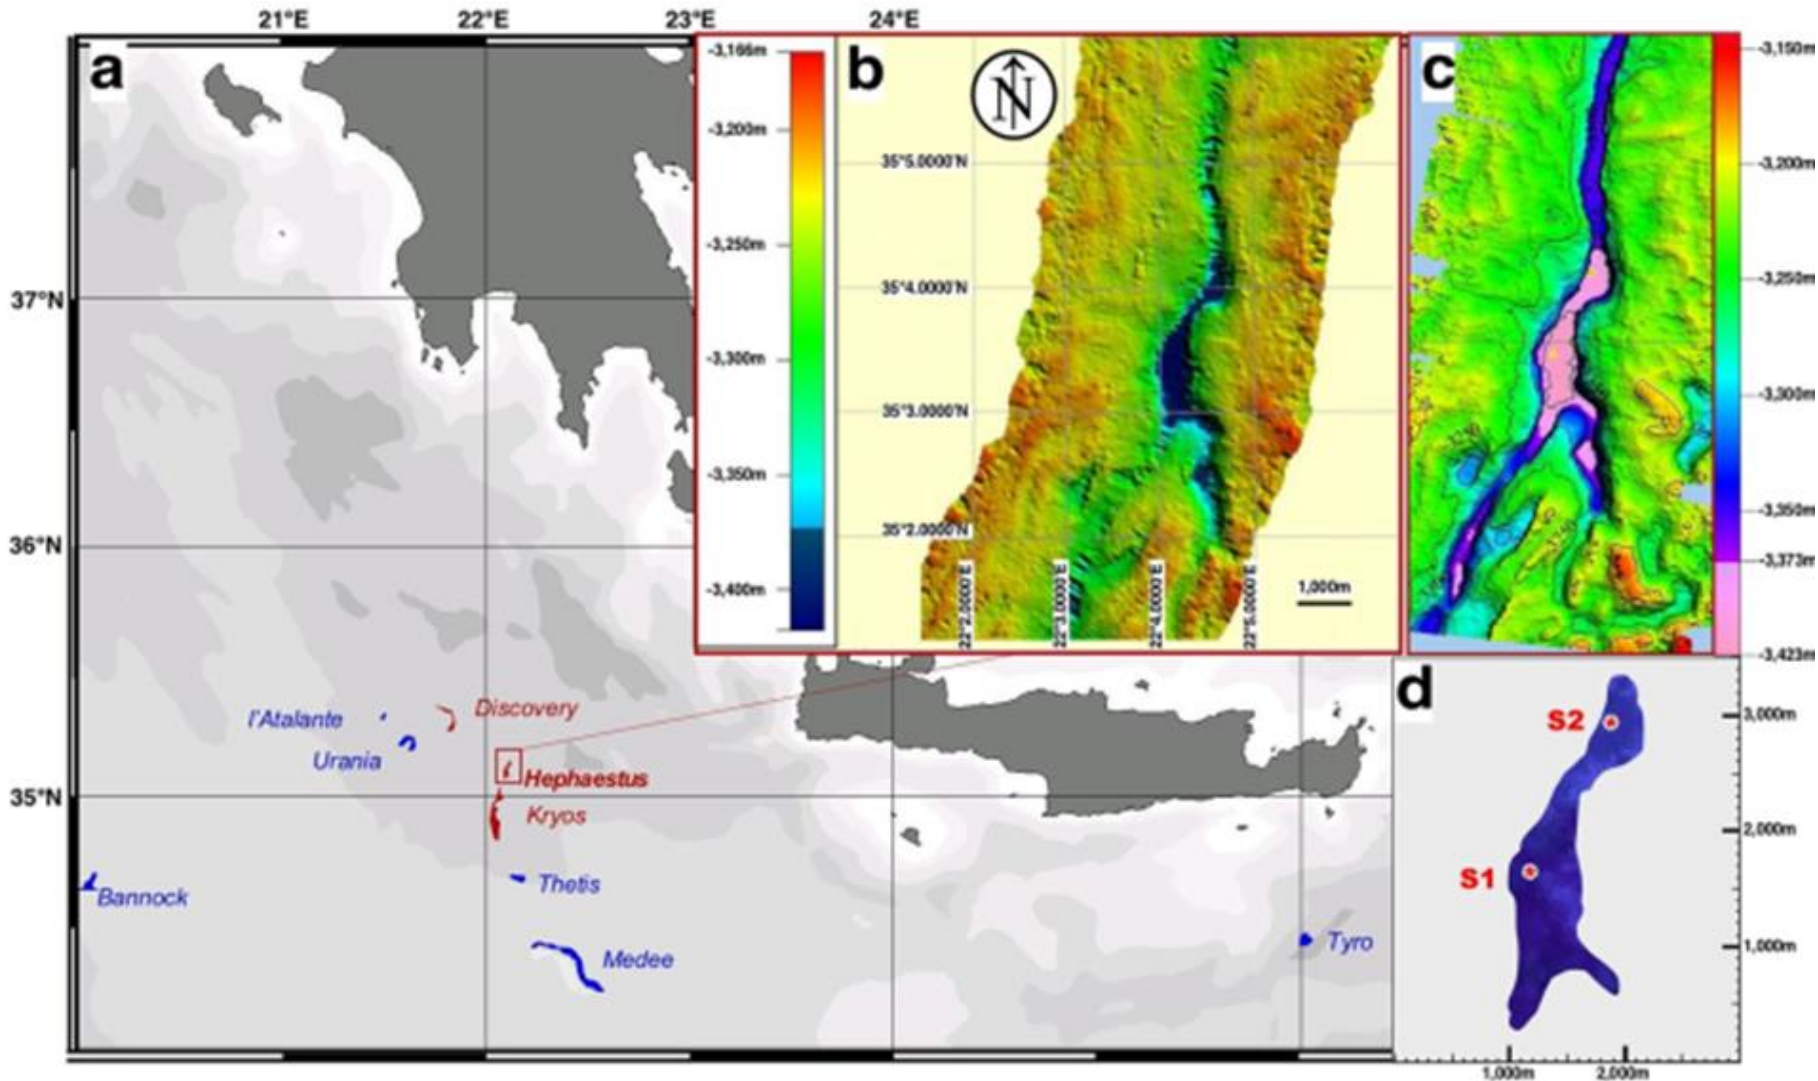 21°E 22°E 23°E 24°E
a
37°N
36°N
35°N
l'Atalante
Urania
Discovery
Hephaestus
Kryos
Thetis
Medee
Bannock
Tyro
-3,166m
-3,200m
-3,250m
-3,300m
-3,350m
-3,400m
b
N
35°5.0000'N
35°4.0000'N
35°3.0000'N
35°2.0000'N
22°2.0000'E
22°3.0000'E
22°4.0000'E
22°5.0000'E
1,000m
c
-3,150m
-3,200m
-3,250m
-3,300m
-3,350m
-3,373m
-3,423m
d
S2
S1
3,000m
2,000m
1,000m
1,000m 2,000m